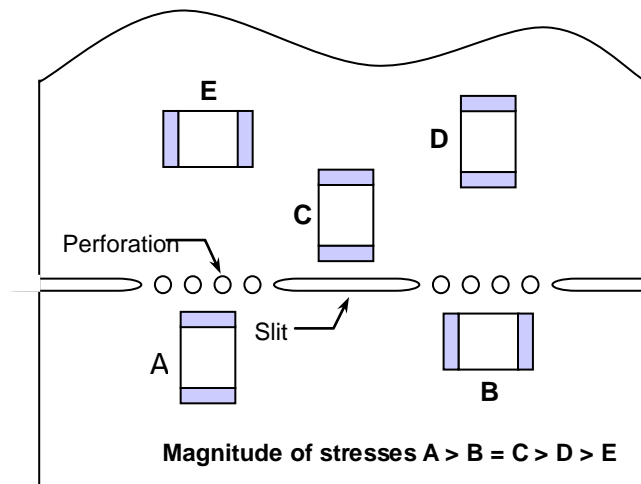 E
D
C
Perforation
Slit
A
B
Magnitude of stresses A > B = C > D > E